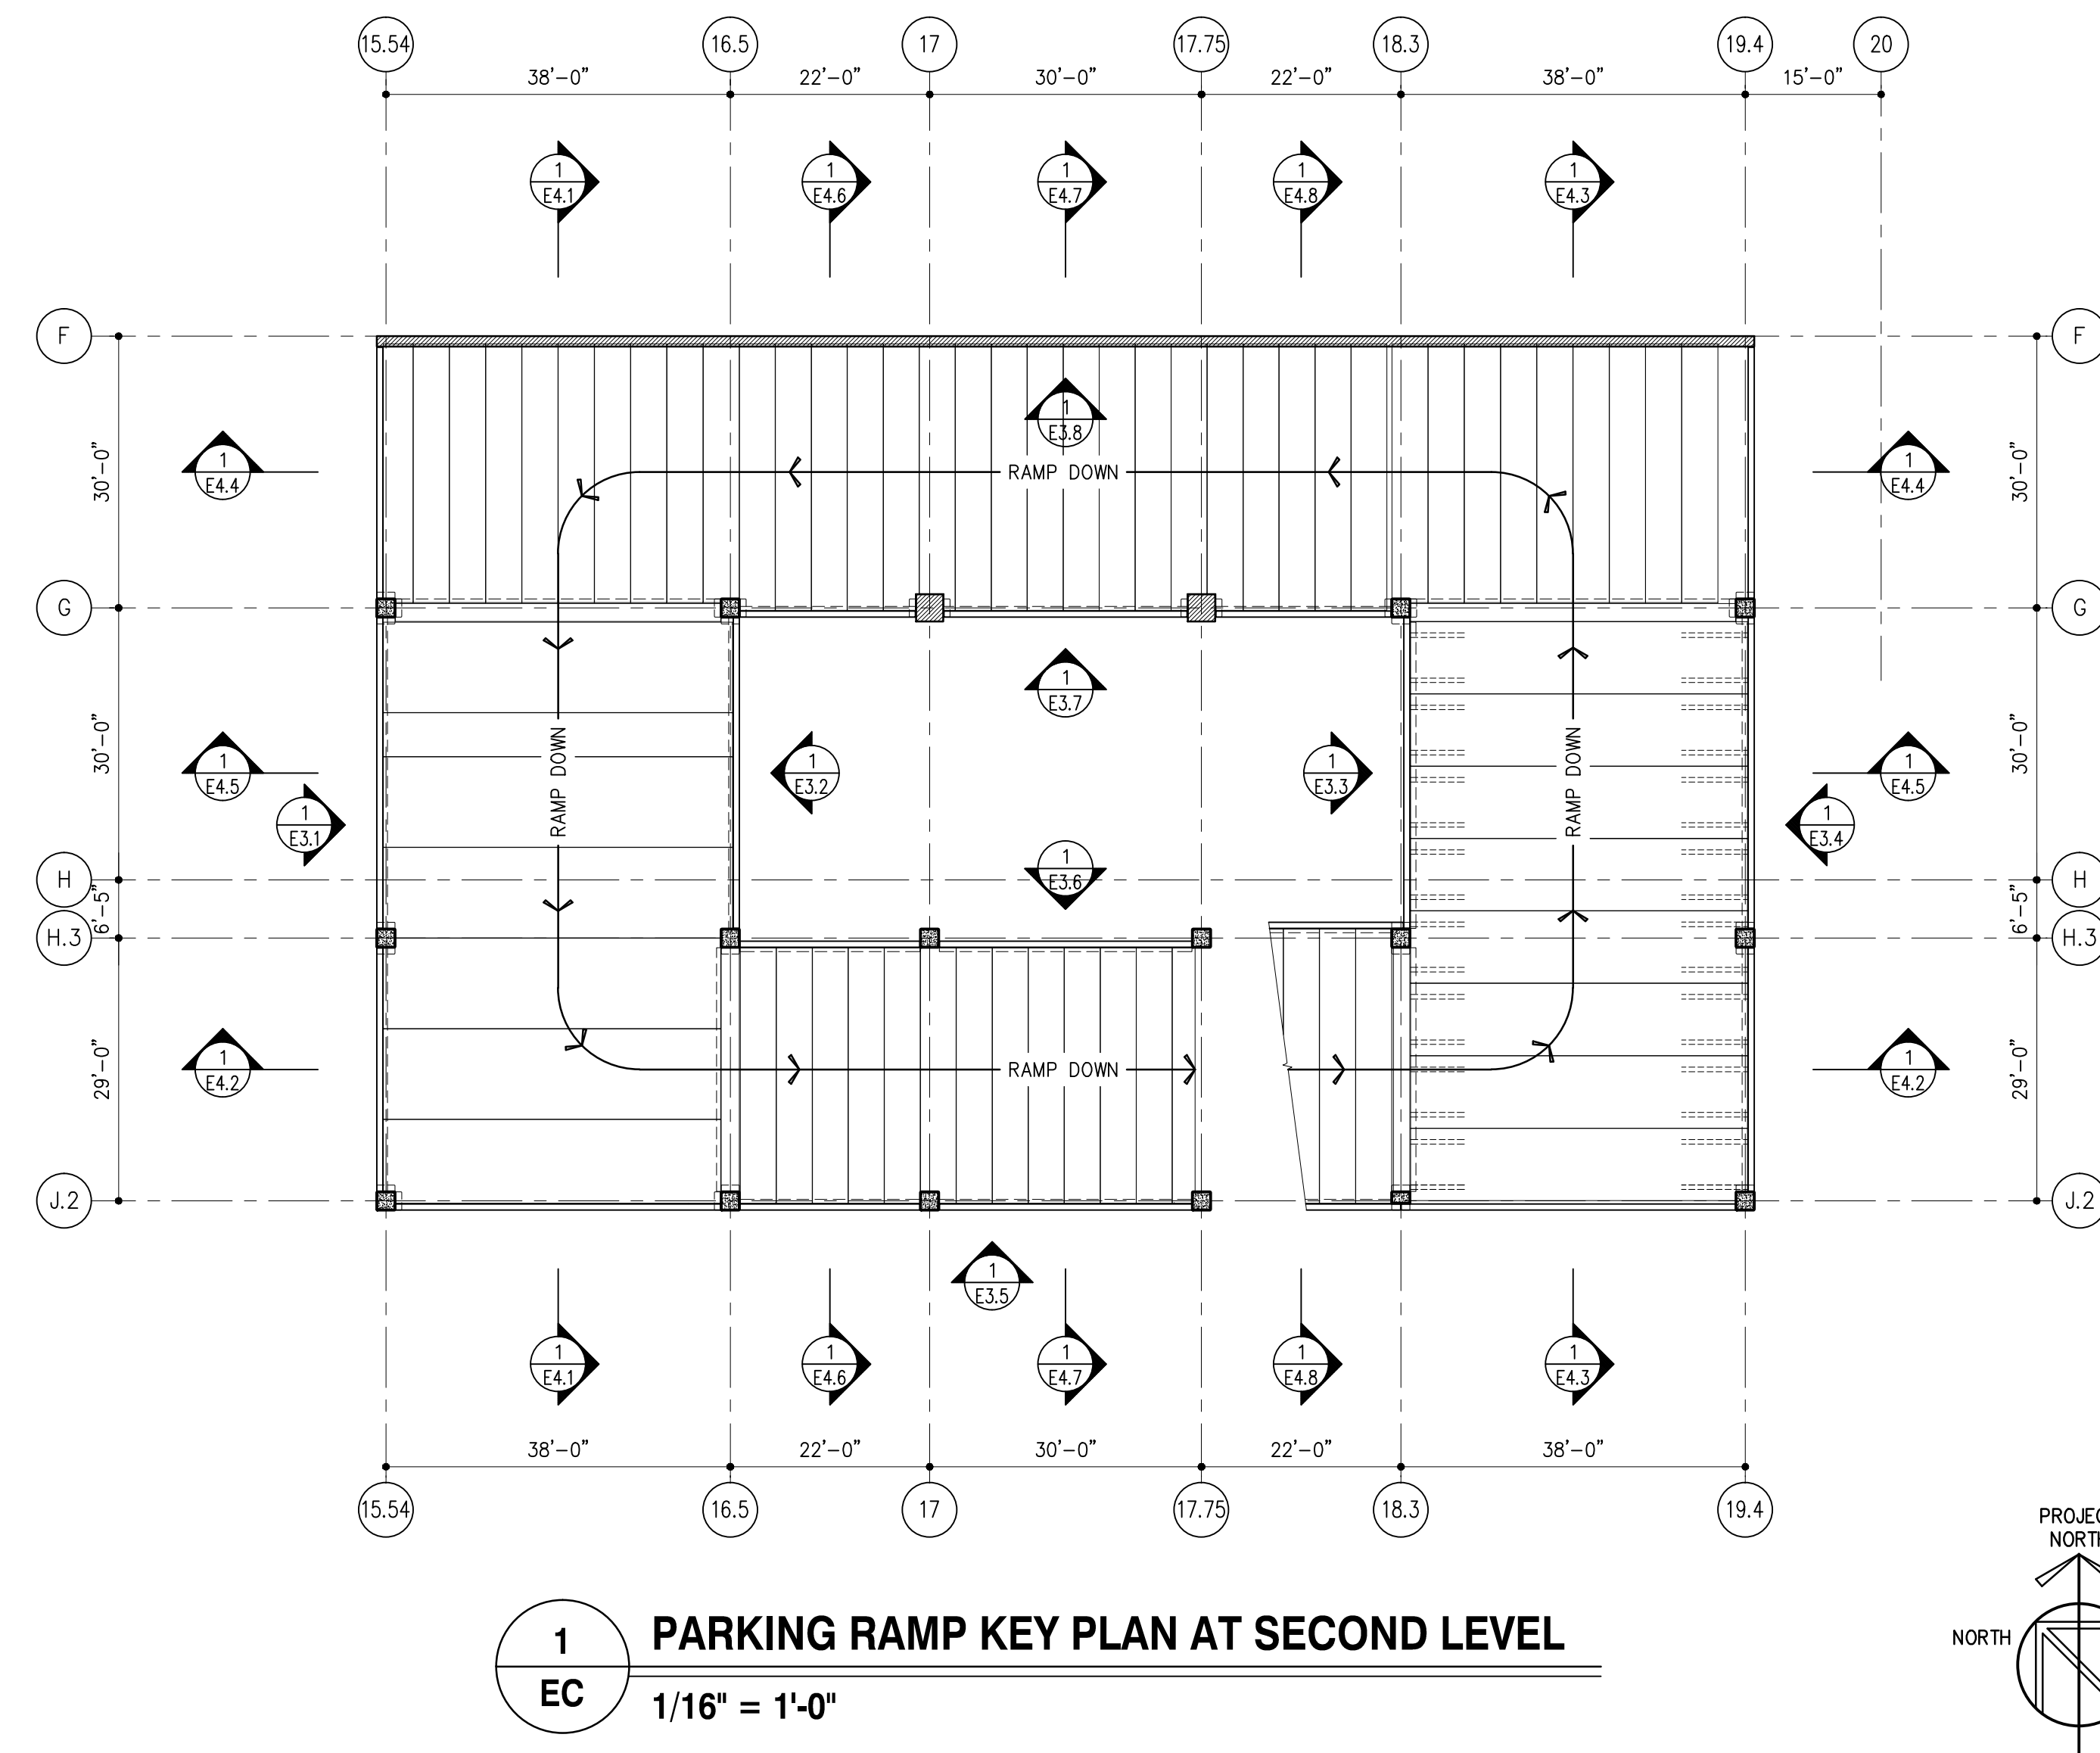 15.54 16.5 17 17.75 18.3 19.4 20
38'-0" 22'-0" 30'-0" 22'-0" 38'-0" 15'-0"
1 1 1 1 1
E4.1 E4.6 E4.7 E4.8 E4.3
F F
1
E3.8
30'-0" 1 RAMP DOWN 1 30'-0"
E4.4 E4.4
G G
1
E3.7
30'-0" 1 1 1 1 30'-0"
E4.5 E3.2 E3.3 E4.5
RAMP DOWN RAMP DOWN
1 1
E3.1 E3.4
1
H E3.6 H
6'-5" 6'-5"
H.3 H.3
29'-0" 1 RAMP DOWN 1 29'-0"
E4.2 E4.2
J.2 J.2
1
E3.5
1 1 1 1 1
E4.1 E4.6 E4.7 E4.8 E4.3
38'-0" 22'-0" 30'-0" 22'-0" 38'-0"
15.54 16.5 17 17.75 18.3 19.4
1
EC
PARKING RAMP KEY PLAN AT SECOND LEVEL
1/16" = 1'-0"
NORTH